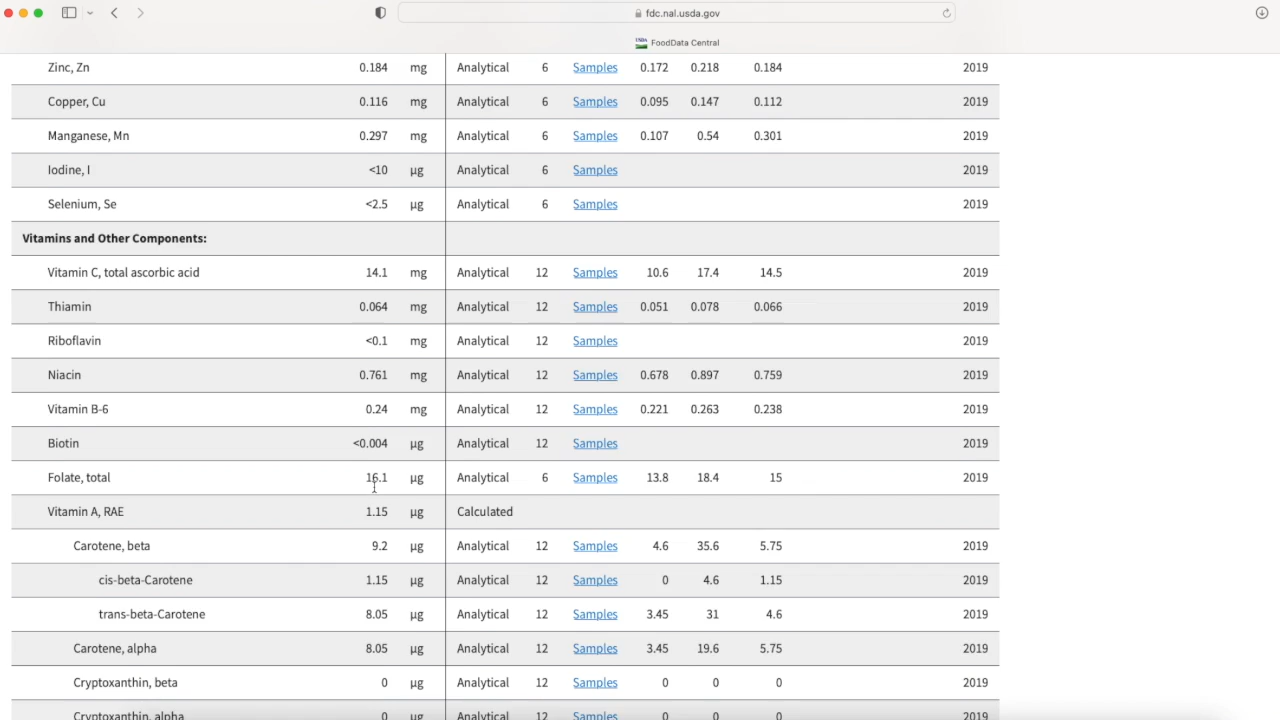 fdc.nal.usda.gov
USDA FoodData Central
Zinc, Zn 0.184 mg Analytical 6 Samples 0.172 0.218 0.184 2019
Copper, Cu 0.116 mg Analytical 6 Samples 0.095 0.147 0.112 2019
Manganese, Mn 0.297 mg Analytical 6 Samples 0.107 0.54 0.301 2019
Iodine, I <10 µg Analytical 6 Samples 2019
Selenium, Se <2.5 µg Analytical 6 Samples 2019
Vitamins and Other Components:
Vitamin C, total ascorbic acid 14.1 mg Analytical 12 Samples 10.6 17.4 14.5 2019
Thiamin 0.064 mg Analytical 12 Samples 0.051 0.078 0.066 2019
Riboflavin <0.1 mg Analytical 12 Samples 2019
Niacin 0.761 mg Analytical 12 Samples 0.678 0.897 0.759 2019
Vitamin B-6 0.24 mg Analytical 12 Samples 0.221 0.263 0.238 2019
Biotin <0.004 µg Analytical 12 Samples 2019
Folate, total 16.1 µg Analytical 6 Samples 13.8 18.4 15 2019
Vitamin A, RAE 1.15 µg Calculated
Carotene, beta 9.2 µg Analytical 12 Samples 4.6 35.6 5.75 2019
cis-beta-Carotene 1.15 µg Analytical 12 Samples 0 4.6 1.15 2019
trans-beta-Carotene 8.05 µg Analytical 12 Samples 3.45 31 4.6 2019
Carotene, alpha 8.05 µg Analytical 12 Samples 3.45 19.6 5.75 2019
Cryptoxanthin, beta 0 µg Analytical 12 Samples 0 0 0 2019
Cryptoxanthin, alpha 0 µg Analytical 12 Samples 0 0 0 2019